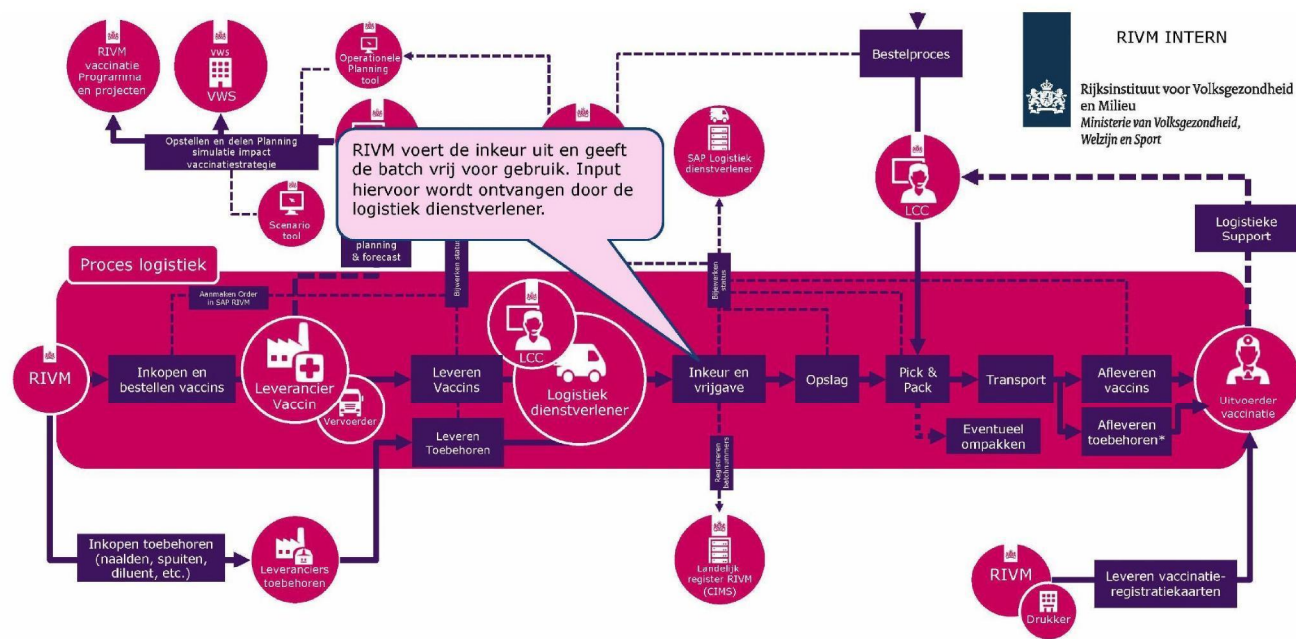 RIVM
vaccinatie
Programma
en projecten
vws
VWS
Operationele
Planning
tool
Bestelproces
RIVM INTERN
Rijksinstituut voor Volksgezondheid
en Milieu
Ministerie van Volksgezondheid,
Welzijn en Sport
Opstellen en delen Planning
simulatie impact
vaccinatiestrategie
RIVM voert de inkeur uit en geeft
de batch vrij voor gebruik. Input
hiervoor wordt ontvangen door de
logistiek dienstverlener.
SAP Logistiek
dienstverlener
LCC
Scenario
tool
planning
& forecast
Logistieke
Support
Proces logistiek
Aanmaken Order
in SAP RIVM
Bijwerken status
Bijewerken
status
RIVM
Inkopen en
bestellen vaccins
Leverancier
Vaccin
Vervoerder
Leveren
Vaccins
Leveren
Toebehoren
LCC
Logistiek
dienstverlener
Inkeur en
vrijgave
Opslag
Pick &
Pack
Transport
Afleveren
vaccins
Afleveren
toebehoren*
Eventueel
ompakken
Uitvoerder
vaccinatie
Registreren
batchnummers
Inkopen toebehoren
(naalden, spuiten,
diluent, etc.)
Leveranciers
toebehoren
Landelijk
register RIVM
(CIMS)
RIVM
Drukker
Leveren vaccinatie-
registratiekaarten